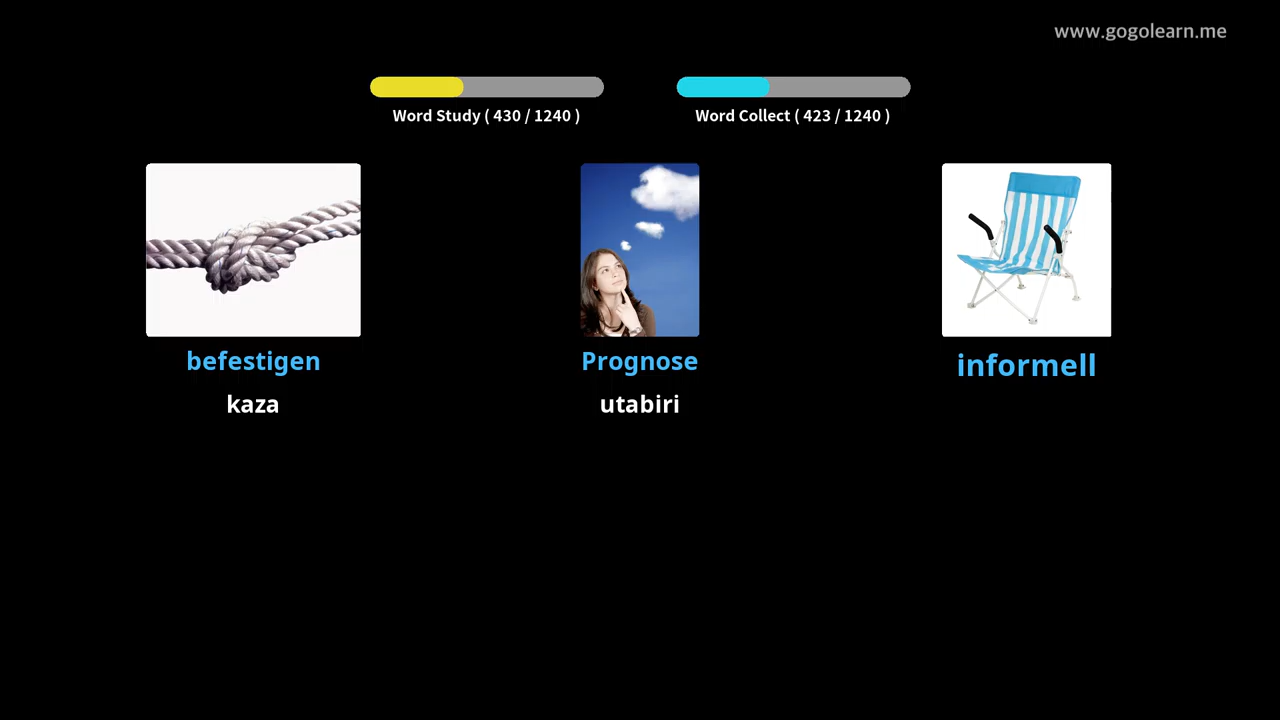 www.gogolearn.me
Word Study ( 430 / 1240 )
Word Collect ( 423 / 1240 )
befestigen
kaza
Prognose
utabiri
informell